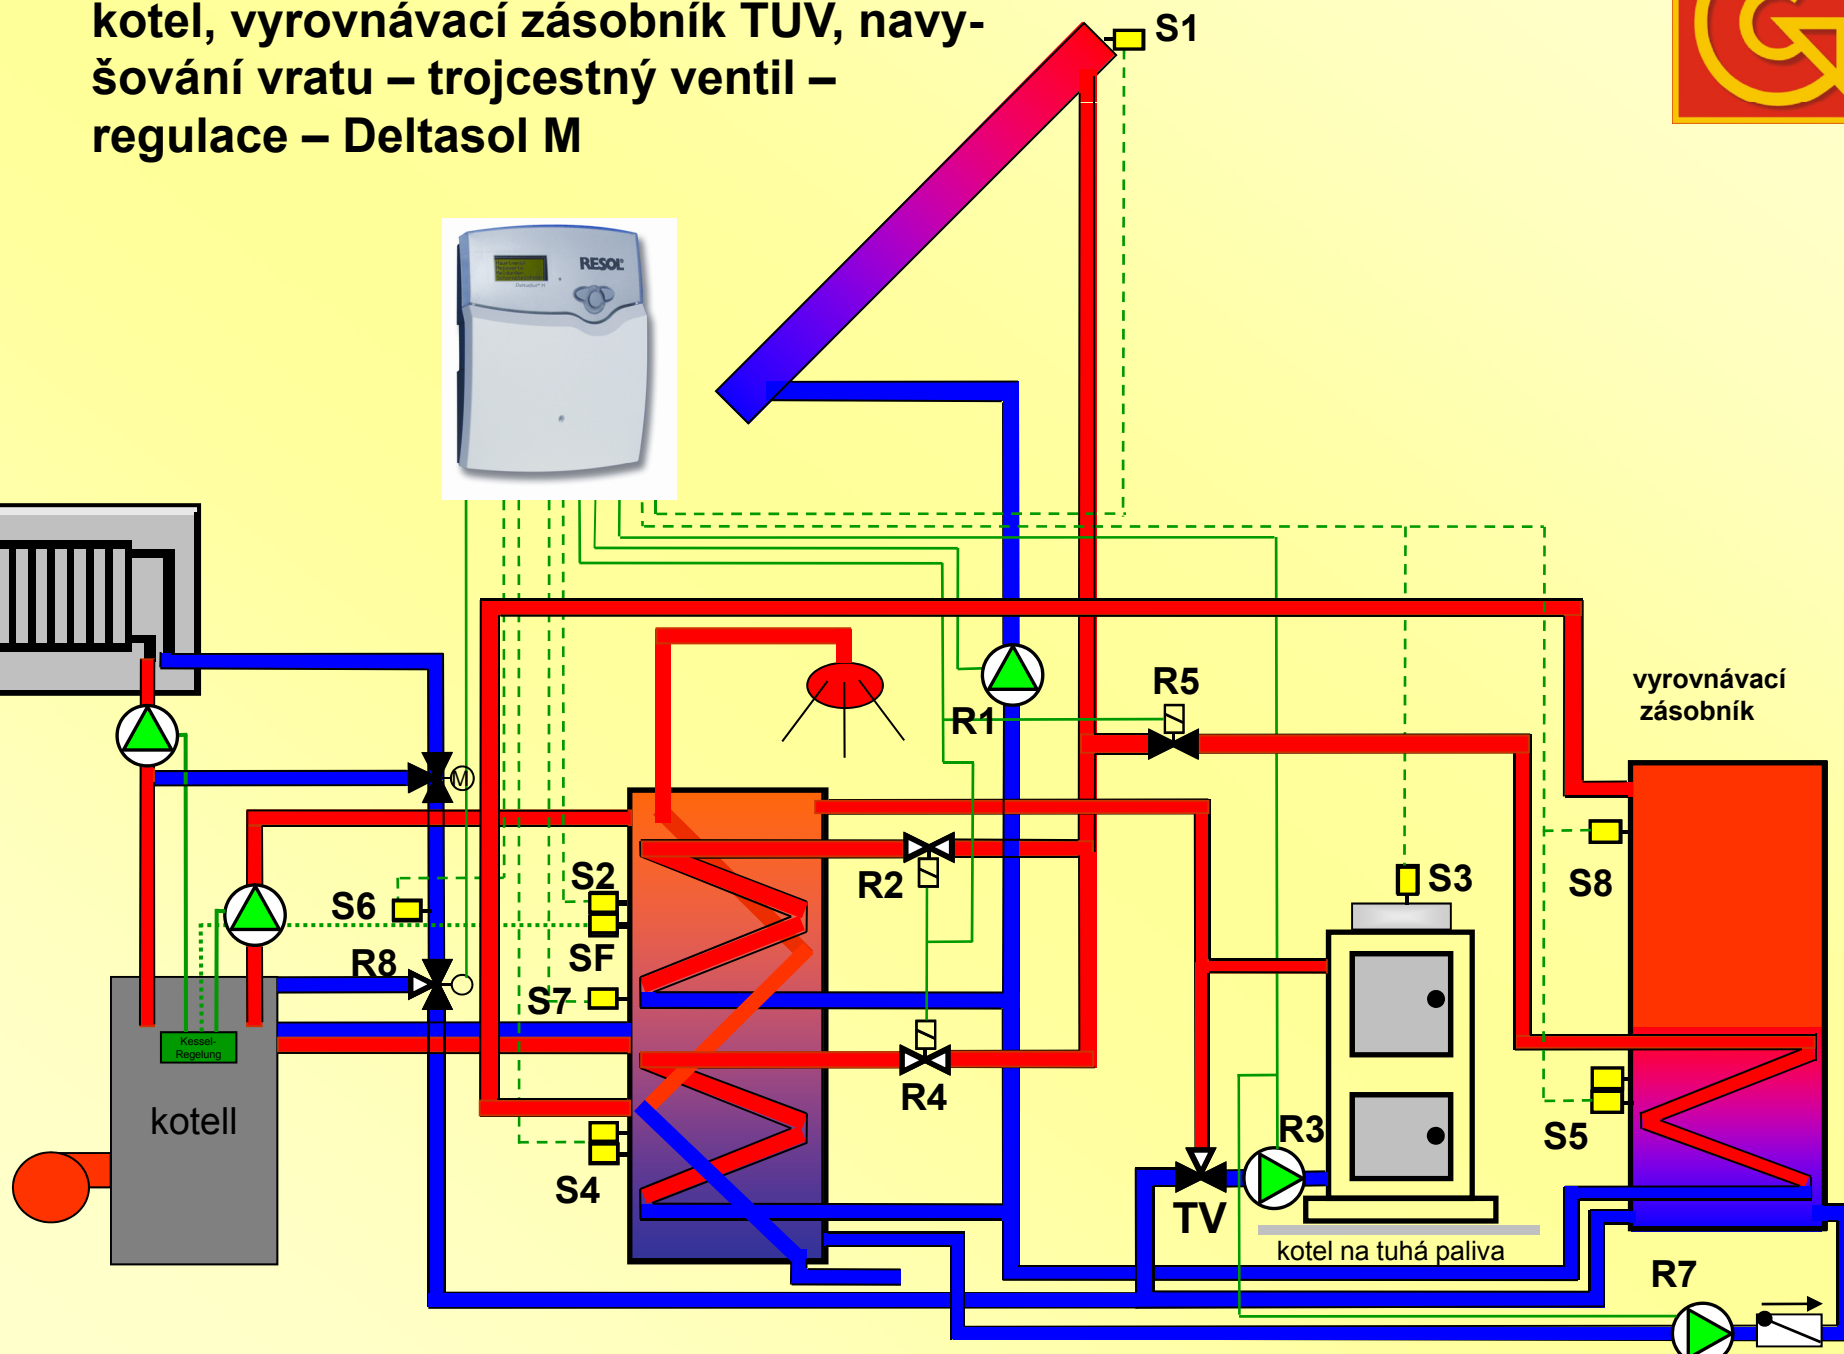 kotel, vyrovnávací zásobník TUV, navy-
šování vratu – trojcestný ventil –
regulace – Deltasol M
S1
RESOL
R5
R1
vyrovnávací
zásobník
M
S2
R2
S3
S8
S6
SF
R8
S7
Kessel-
Regelung
kotell
R4
R3
S5
S4
TV
kotel na tuhá paliva
R7